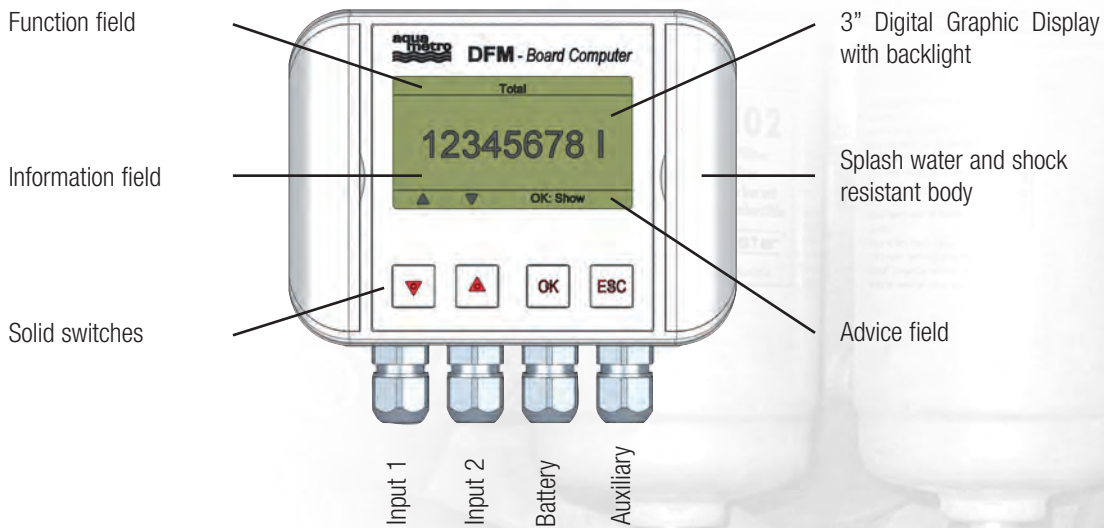 Function field
3” Digital Graphic Display
with backlight
aqua
metro
DFM - Board Computer
Total
12345678 l
Information field
Splash water and shock
resistant body
OK: Show
OK
ESC
Solid switches
Advice field
Input 1
Input 2
Battery
Auxiliary
02